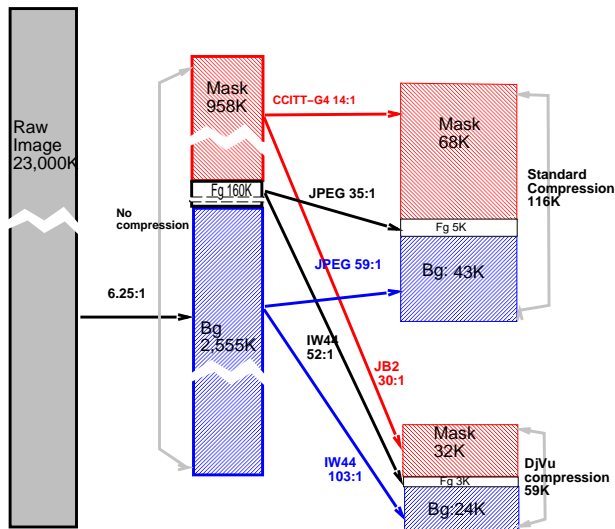 Raw
Image
23,000K
6.25:1
No
compression
Mask
958K
Fg 160K
Bg
2,555K
CCITT–G4 14:1
JPEG 35:1
JPEG 59:1
IW44
52:1
JB2
30:1
IW44
103:1
Mask
68K
Fg 5K
Bg: 43K
Standard
Compression
116K
Mask
32K
Fg 3K
Bg:24K
DjVu
compression
59K